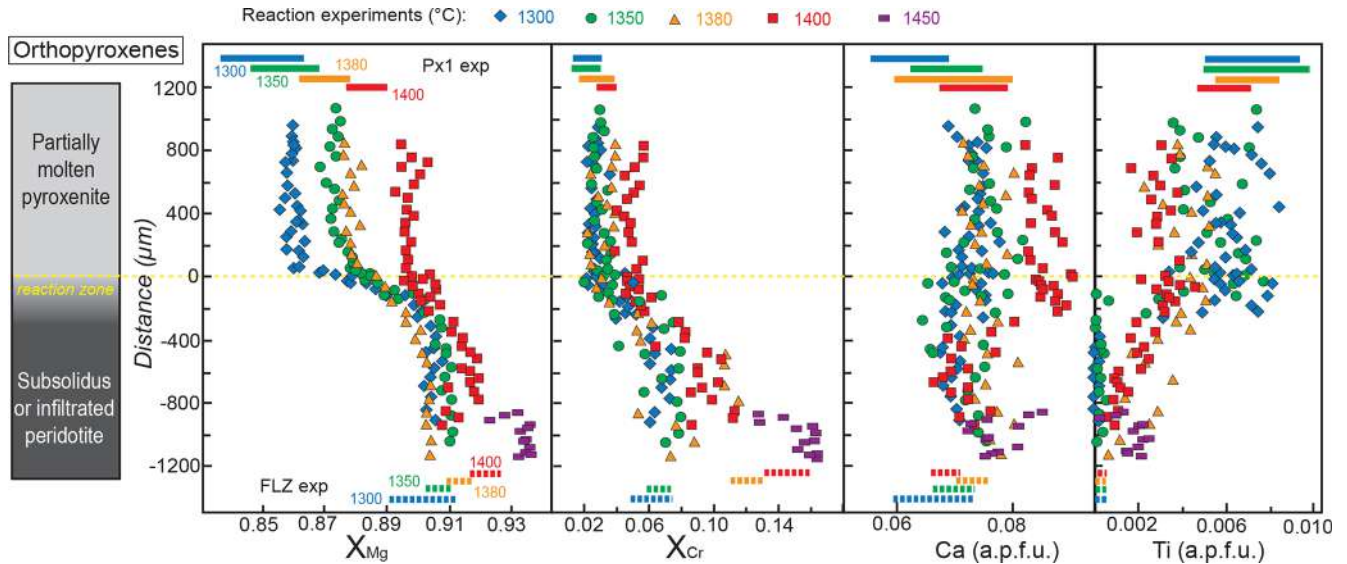 Reaction experiments (°C): 1300 1350 1380 1400 1450
Orthopyroxenes
Partially
molten
pyroxenite
reaction zone
Subsolidus
or infiltrated
peridotite
Distance (µm)
1200
800
400
0
-400
-800
-1200
1300
1350
1380
1400
Px1 exp
FLZ exp
1300
1350
1380
1400
0.85 0.87 0.89 0.91 0.93
XMg
0.02 0.06 0.10 0.14
XCr
0.06 0.08
Ca (a.p.f.u.)
0.002 0.006 0.010
Ti (a.p.f.u.)